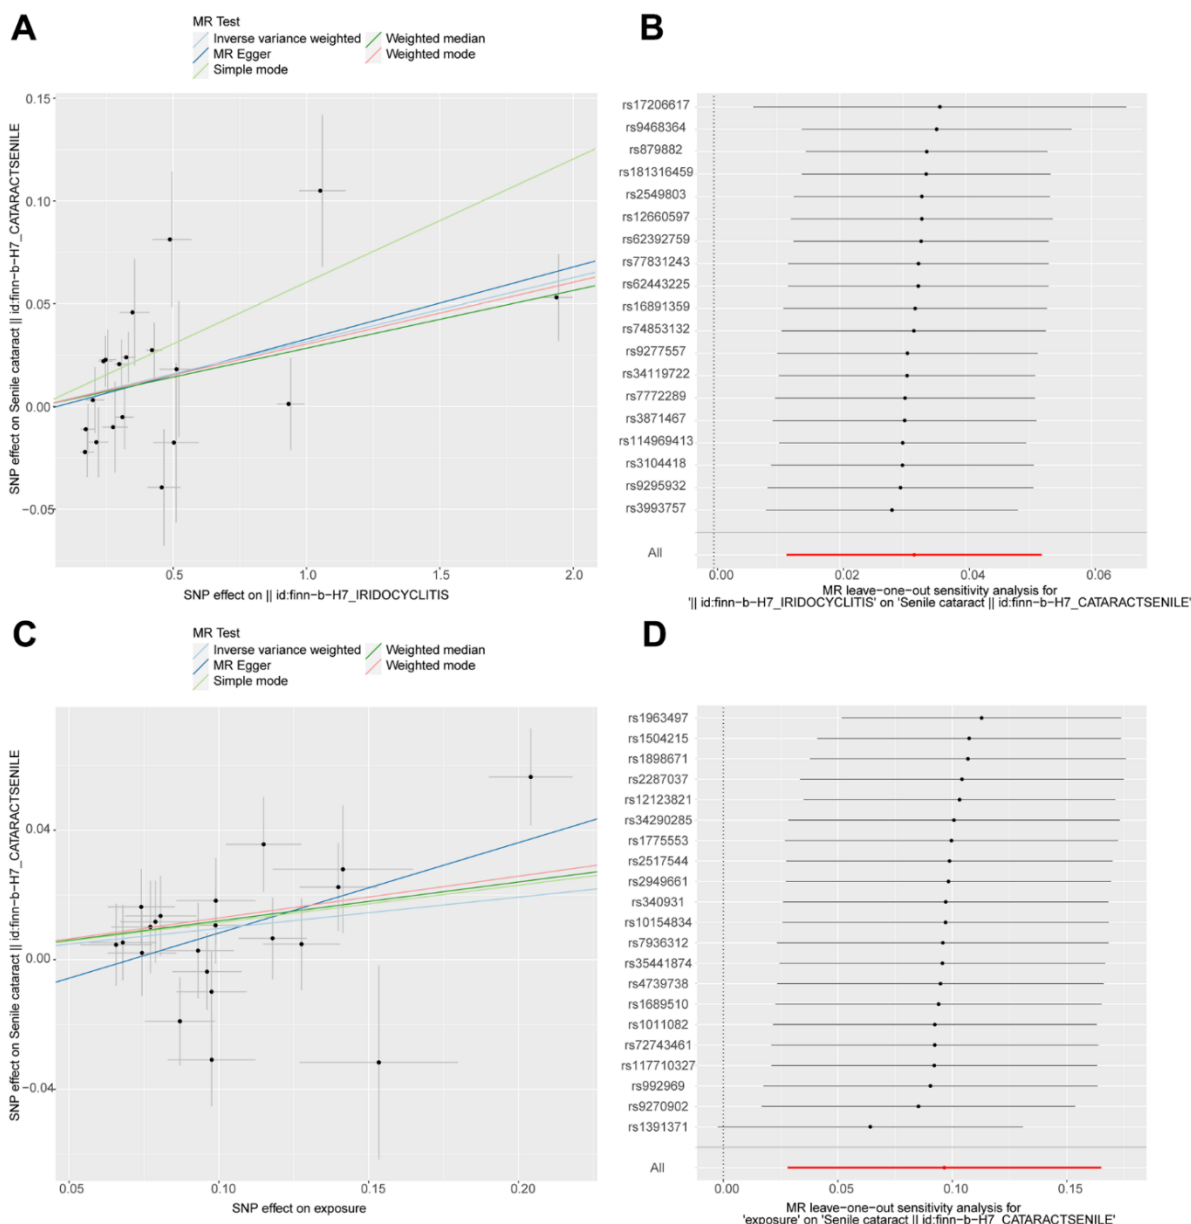 A
MR Test
Inverse variance weighted
MR Egger
Simple mode
Weighted median
Weighted mode
SNP effect on Senile cataract || id:finn−b−H7_CATARACTSENILE
0.15
0.10
0.05
0.00
−0.05
0.5
1.0
1.5
2.0
SNP effect on || id:finn−b−H7_IRIDOCYCLITIS
B
rs17206617
rs9468364
rs879882
rs181316459
rs2549803
rs12660597
rs62392759
rs77831243
rs62443225
rs16891359
rs74853132
rs9277557
rs34119722
rs7772289
rs3871467
rs114969413
rs3104418
rs9295932
rs3993757
All
0.00
0.02
0.04
0.06
MR leave−one−out sensitivity analysis for
'|| id:finn−b−H7_IRIDOCYCLITIS' on 'Senile cataract || id:finn−b−H7_CATARACTSENILE'
C
MR Test
Inverse variance weighted
MR Egger
Simple mode
Weighted median
Weighted mode
SNP effect on Senile cataract || id:finn−b−H7_CATARACTSENILE
0.04
0.00
−0.04
0.05
0.10
0.15
0.20
SNP effect on exposure
D
rs1963497
rs1504215
rs1898671
rs2287037
rs12123821
rs34290285
rs1775553
rs2517544
rs2949661
rs340931
rs10154834
rs7936312
rs35441874
rs4739738
rs1689510
rs1011082
rs72743461
rs117710327
rs992969
rs9270902
rs1391371
All
0.00
0.05
0.10
0.15
MR leave−one−out sensitivity analysis for
'exposure' on 'Senile cataract || id:finn−b−H7_CATARACTSENILE'